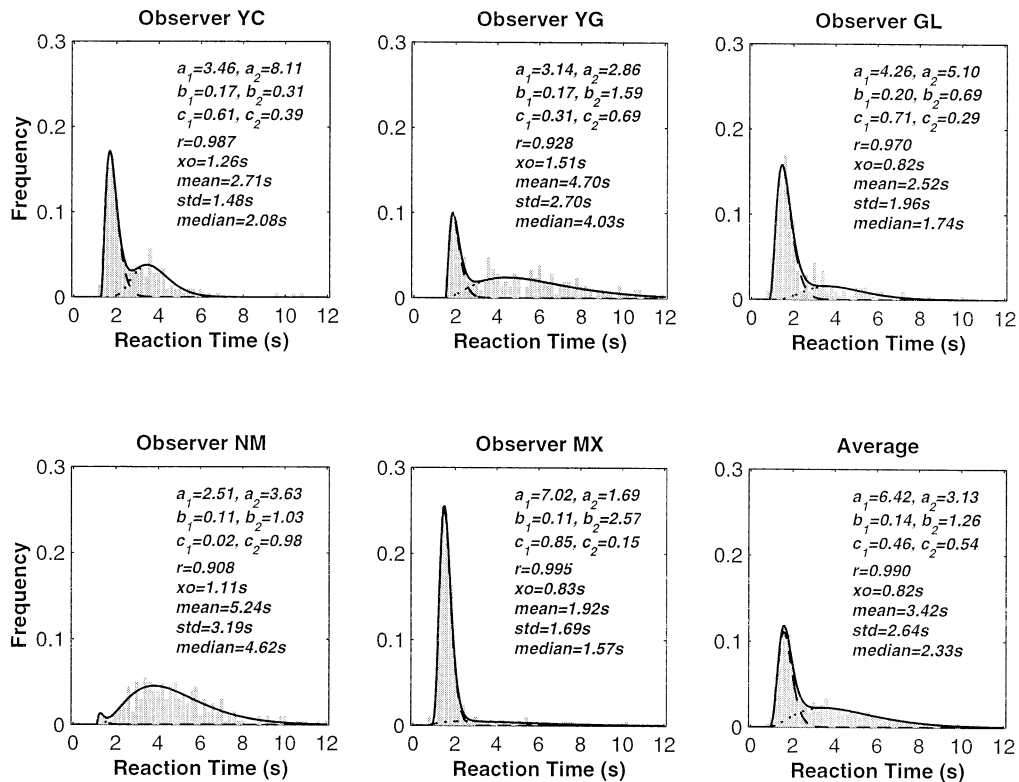 Observer YC
Frequency
0.3
0.2
0.1
0
a1=3.46, a2=8.11
b1=0.17, b2=0.31
c1=0.61, c2=0.39
r=0.987
xo=1.26s
mean=2.71s
std=1.48s
median=2.08s
0 2 4 6 8 10 12
Reaction Time (s)
Observer YG
0.3
0.2
0.1
0
a1=3.14, a2=2.86
b1=0.17, b2=1.59
c1=0.31, c2=0.69
r=0.928
xo=1.51s
mean=4.70s
std=2.70s
median=4.03s
0 2 4 6 8 10 12
Reaction Time (s)
Observer GL
0.3
0.2
0.1
0
a1=4.26, a2=5.10
b1=0.20, b2=0.69
c1=0.71, c2=0.29
r=0.970
xo=0.82s
mean=2.52s
std=1.96s
median=1.74s
0 2 4 6 8 10 12
Reaction Time (s)
Observer NM
Frequency
0.3
0.2
0.1
0
a1=2.51, a2=3.63
b1=0.11, b2=1.03
c1=0.02, c2=0.98
r=0.908
xo=1.11s
mean=5.24s
std=3.19s
median=4.62s
0 2 4 6 8 10 12
Reaction Time (s)
Observer MX
0.3
0.2
0.1
0
a1=7.02, a2=1.69
b1=0.11, b2=2.57
c1=0.85, c2=0.15
r=0.995
xo=0.83s
mean=1.92s
std=1.69s
median=1.57s
0 2 4 6 8 10 12
Reaction Time (s)
Average
0.3
0.2
0.1
0
a1=6.42, a2=3.13
b1=0.14, b2=1.26
c1=0.46, c2=0.54
r=0.990
xo=0.82s
mean=3.42s
std=2.64s
median=2.33s
0 2 4 6 8 10 12
Reaction Time (s)